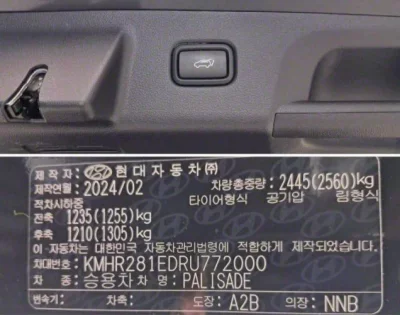 제 작 자 : 현대자동차(주)
제작연월 : 2024/02 차량총중량: 2445(2560)kg
적차시하중 타이어형식 공기압 림형식
전축 1235(1255)kg
후축 1210(1305)kg
이 자동차는 대한민국 자동차관리법령에 적합하게 제작되었습니다.
차대번호: KMHR281EDRU772000
차 종: 승용차 차 명: PALISADE
변속기: 차축: 도장: A2B 의장: NNB